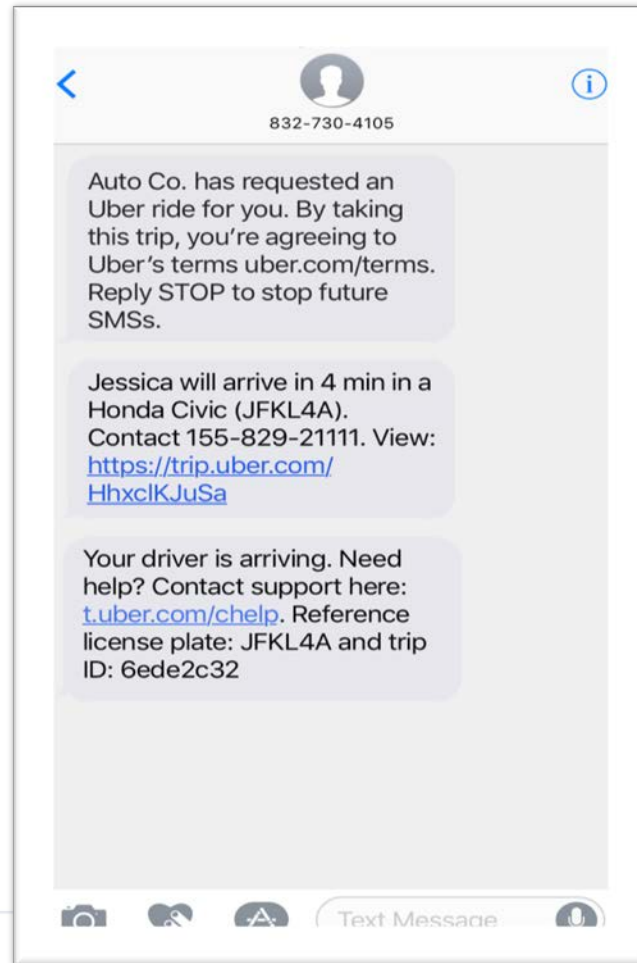 832-730-4105
Auto Co. has requested an
Uber ride for you. By taking
this trip, you're agreeing to
Uber's terms uber.com/terms.
Reply STOP to stop future
SMSs.
Jessica will arrive in 4 min in a
Honda Civic (JFKL4A).
Contact 155-829-21111. View:
https://trip.uber.com/
HhxclKJuSa
Your driver is arriving. Need
help? Contact support here:
t.uber.com/chelp. Reference
license plate: JFKL4A and trip
ID: 6ede2c32
Text Message